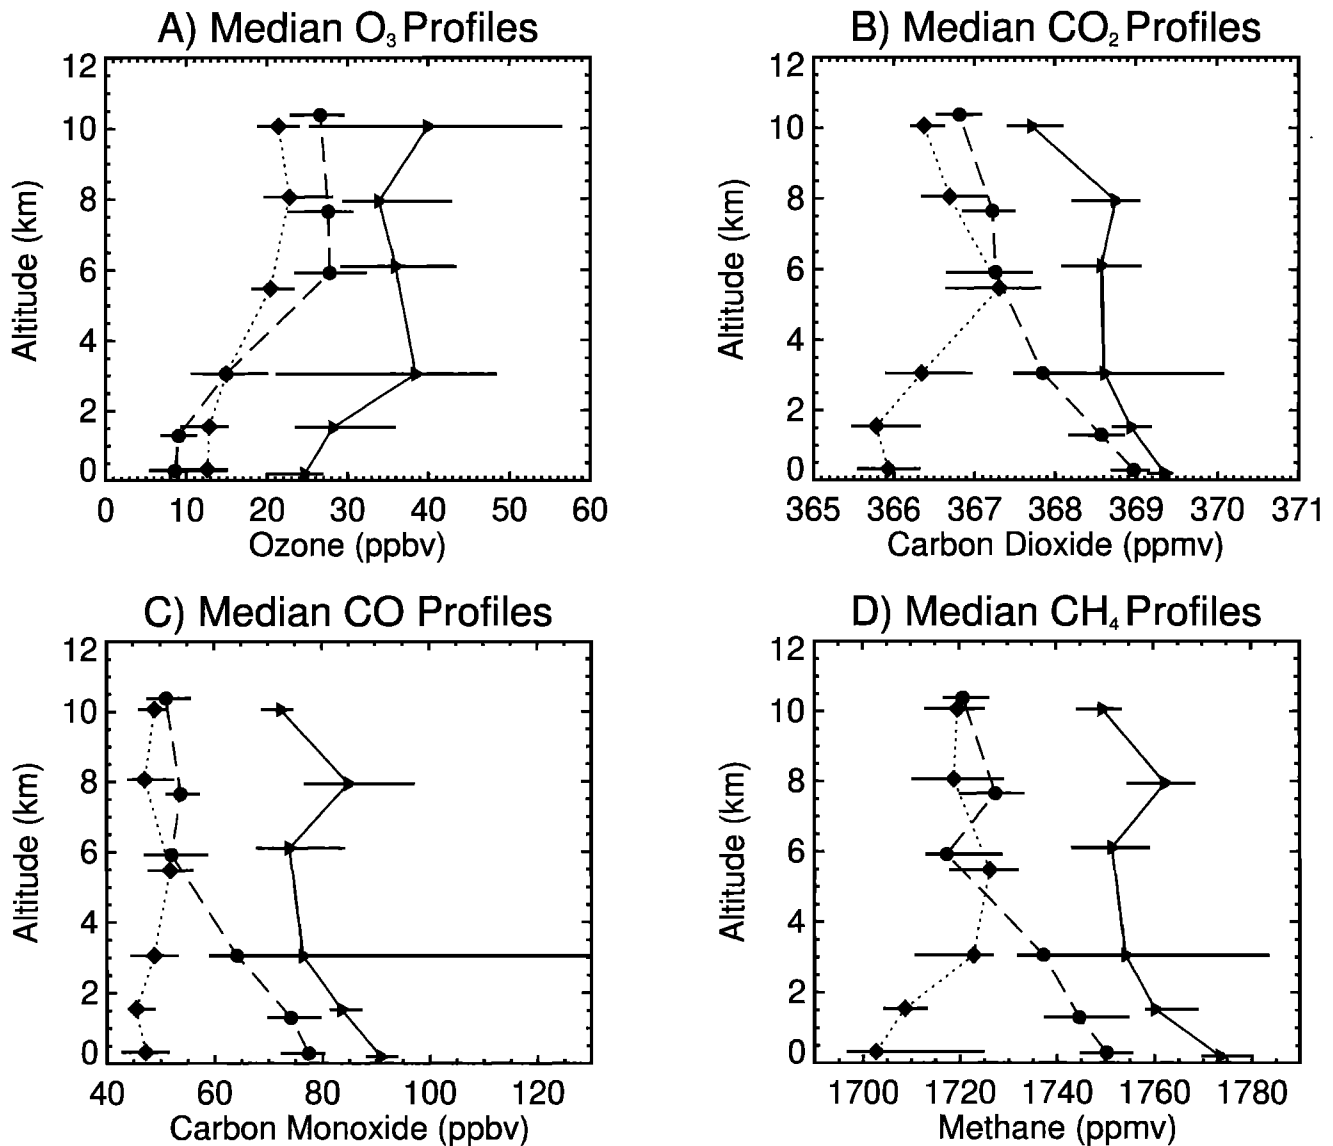 A) Median O₃ Profiles
12
10
8
6
4
2
0
Altitude (km)
0 10 20 30 40 50 60
Ozone (ppbv)
B) Median CO₂ Profiles
12
10
8
6
4
2
0
Altitude (km)
365 366 367 368 369 370 371
Carbon Dioxide (ppmv)
C) Median CO Profiles
12
10
8
6
4
2
0
Altitude (km)
40 60 80 100 120
Carbon Monoxide (ppbv)
D) Median CH₄ Profiles
12
10
8
6
4
2
0
Altitude (km)
1700 1720 1740 1760 1780
Methane (ppmv)